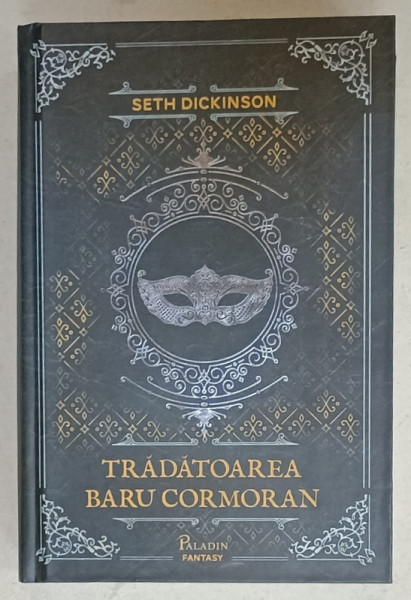 SETH DICKINSON
TRĂDĂTOAREA
BARU CORMORAN
PALADIN
FANTASY